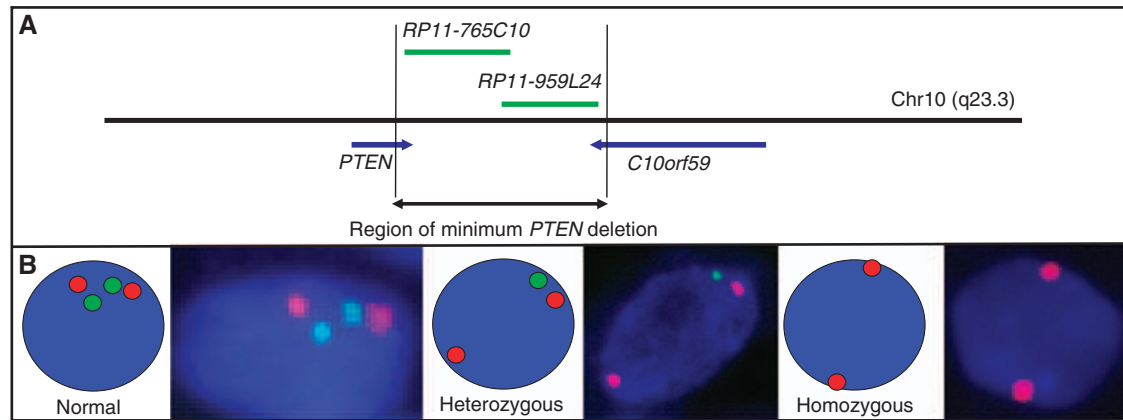 A
RP11-765C10
RP11-959L24
Chr10 (q23.3)
PTEN
C10orf59
Region of minimum PTEN deletion
B
Normal
Heterozygous
Homozygous